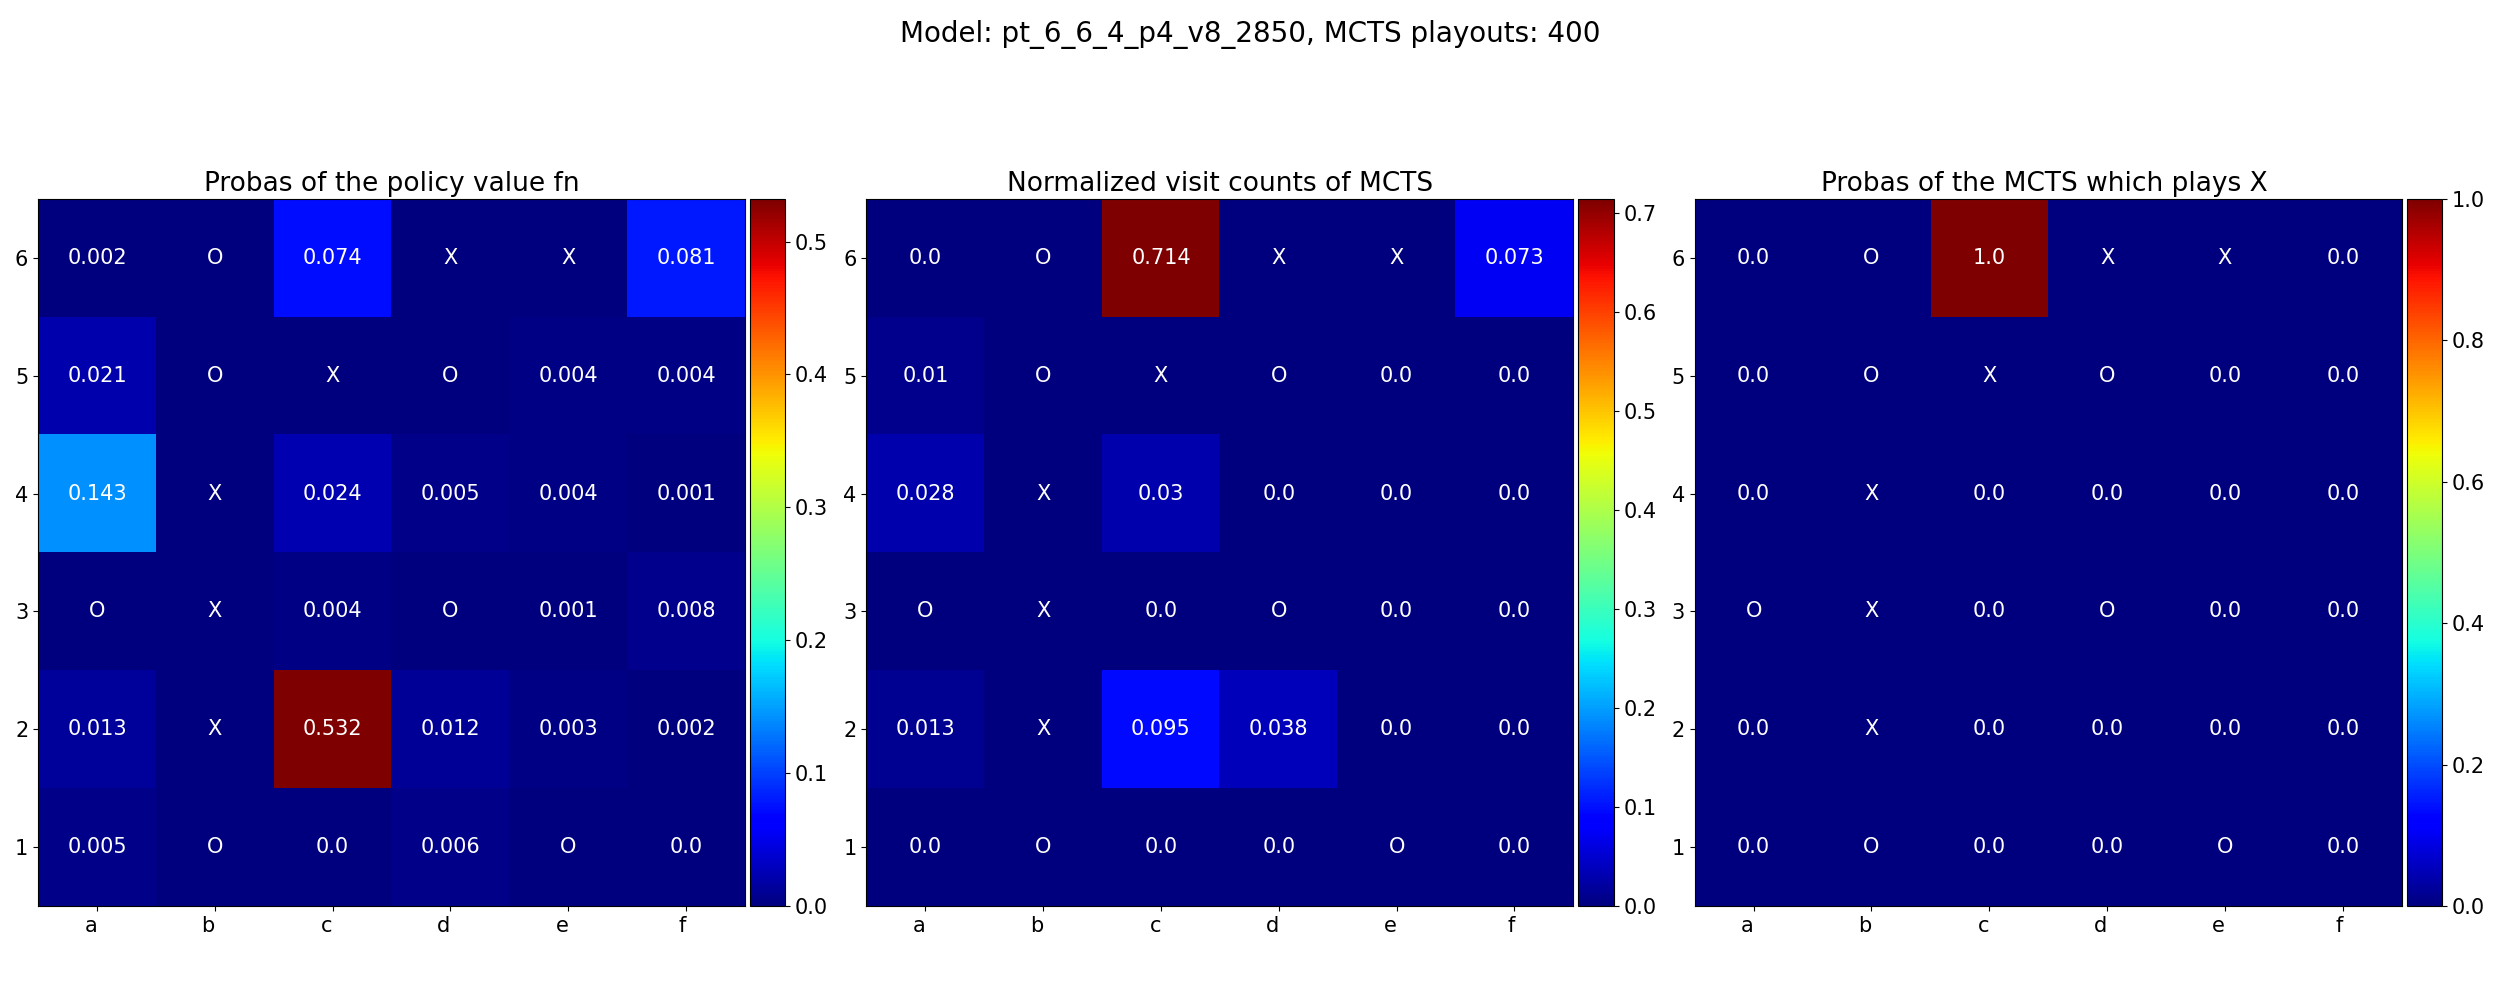 Model: pt_6_6_4_p4_v8_2850, MCTS playouts: 400
Probas of the policy value fn
6 0.002 O 0.074 X X 0.081
5 0.021 O X O 0.004 0.004
4 0.143 X 0.024 0.005 0.004 0.001
3 O X 0.004 O 0.001 0.008
2 0.013 X 0.532 0.012 0.003 0.002
1 0.005 O 0.0 0.006 O 0.0
a b c d e f
0.5
0.4
0.3
0.2
0.1
0.0
Normalized visit counts of MCTS
6 0.0 O 0.714 X X 0.073
5 0.01 O X O 0.0 0.0
4 0.028 X 0.03 0.0 0.0 0.0
3 O X 0.0 O 0.0 0.0
2 0.013 X 0.095 0.038 0.0 0.0
1 0.0 O 0.0 0.0 O 0.0
a b c d e f
0.7
0.6
0.5
0.4
0.3
0.2
0.1
0.0
Probas of the MCTS which plays X
6 0.0 O 1.0 X X 0.0
5 0.0 O X O 0.0 0.0
4 0.0 X 0.0 0.0 0.0 0.0
3 O X 0.0 O 0.0 0.0
2 0.0 X 0.0 0.0 0.0 0.0
1 0.0 O 0.0 0.0 O 0.0
a b c d e f
1.0
0.8
0.6
0.4
0.2
0.0